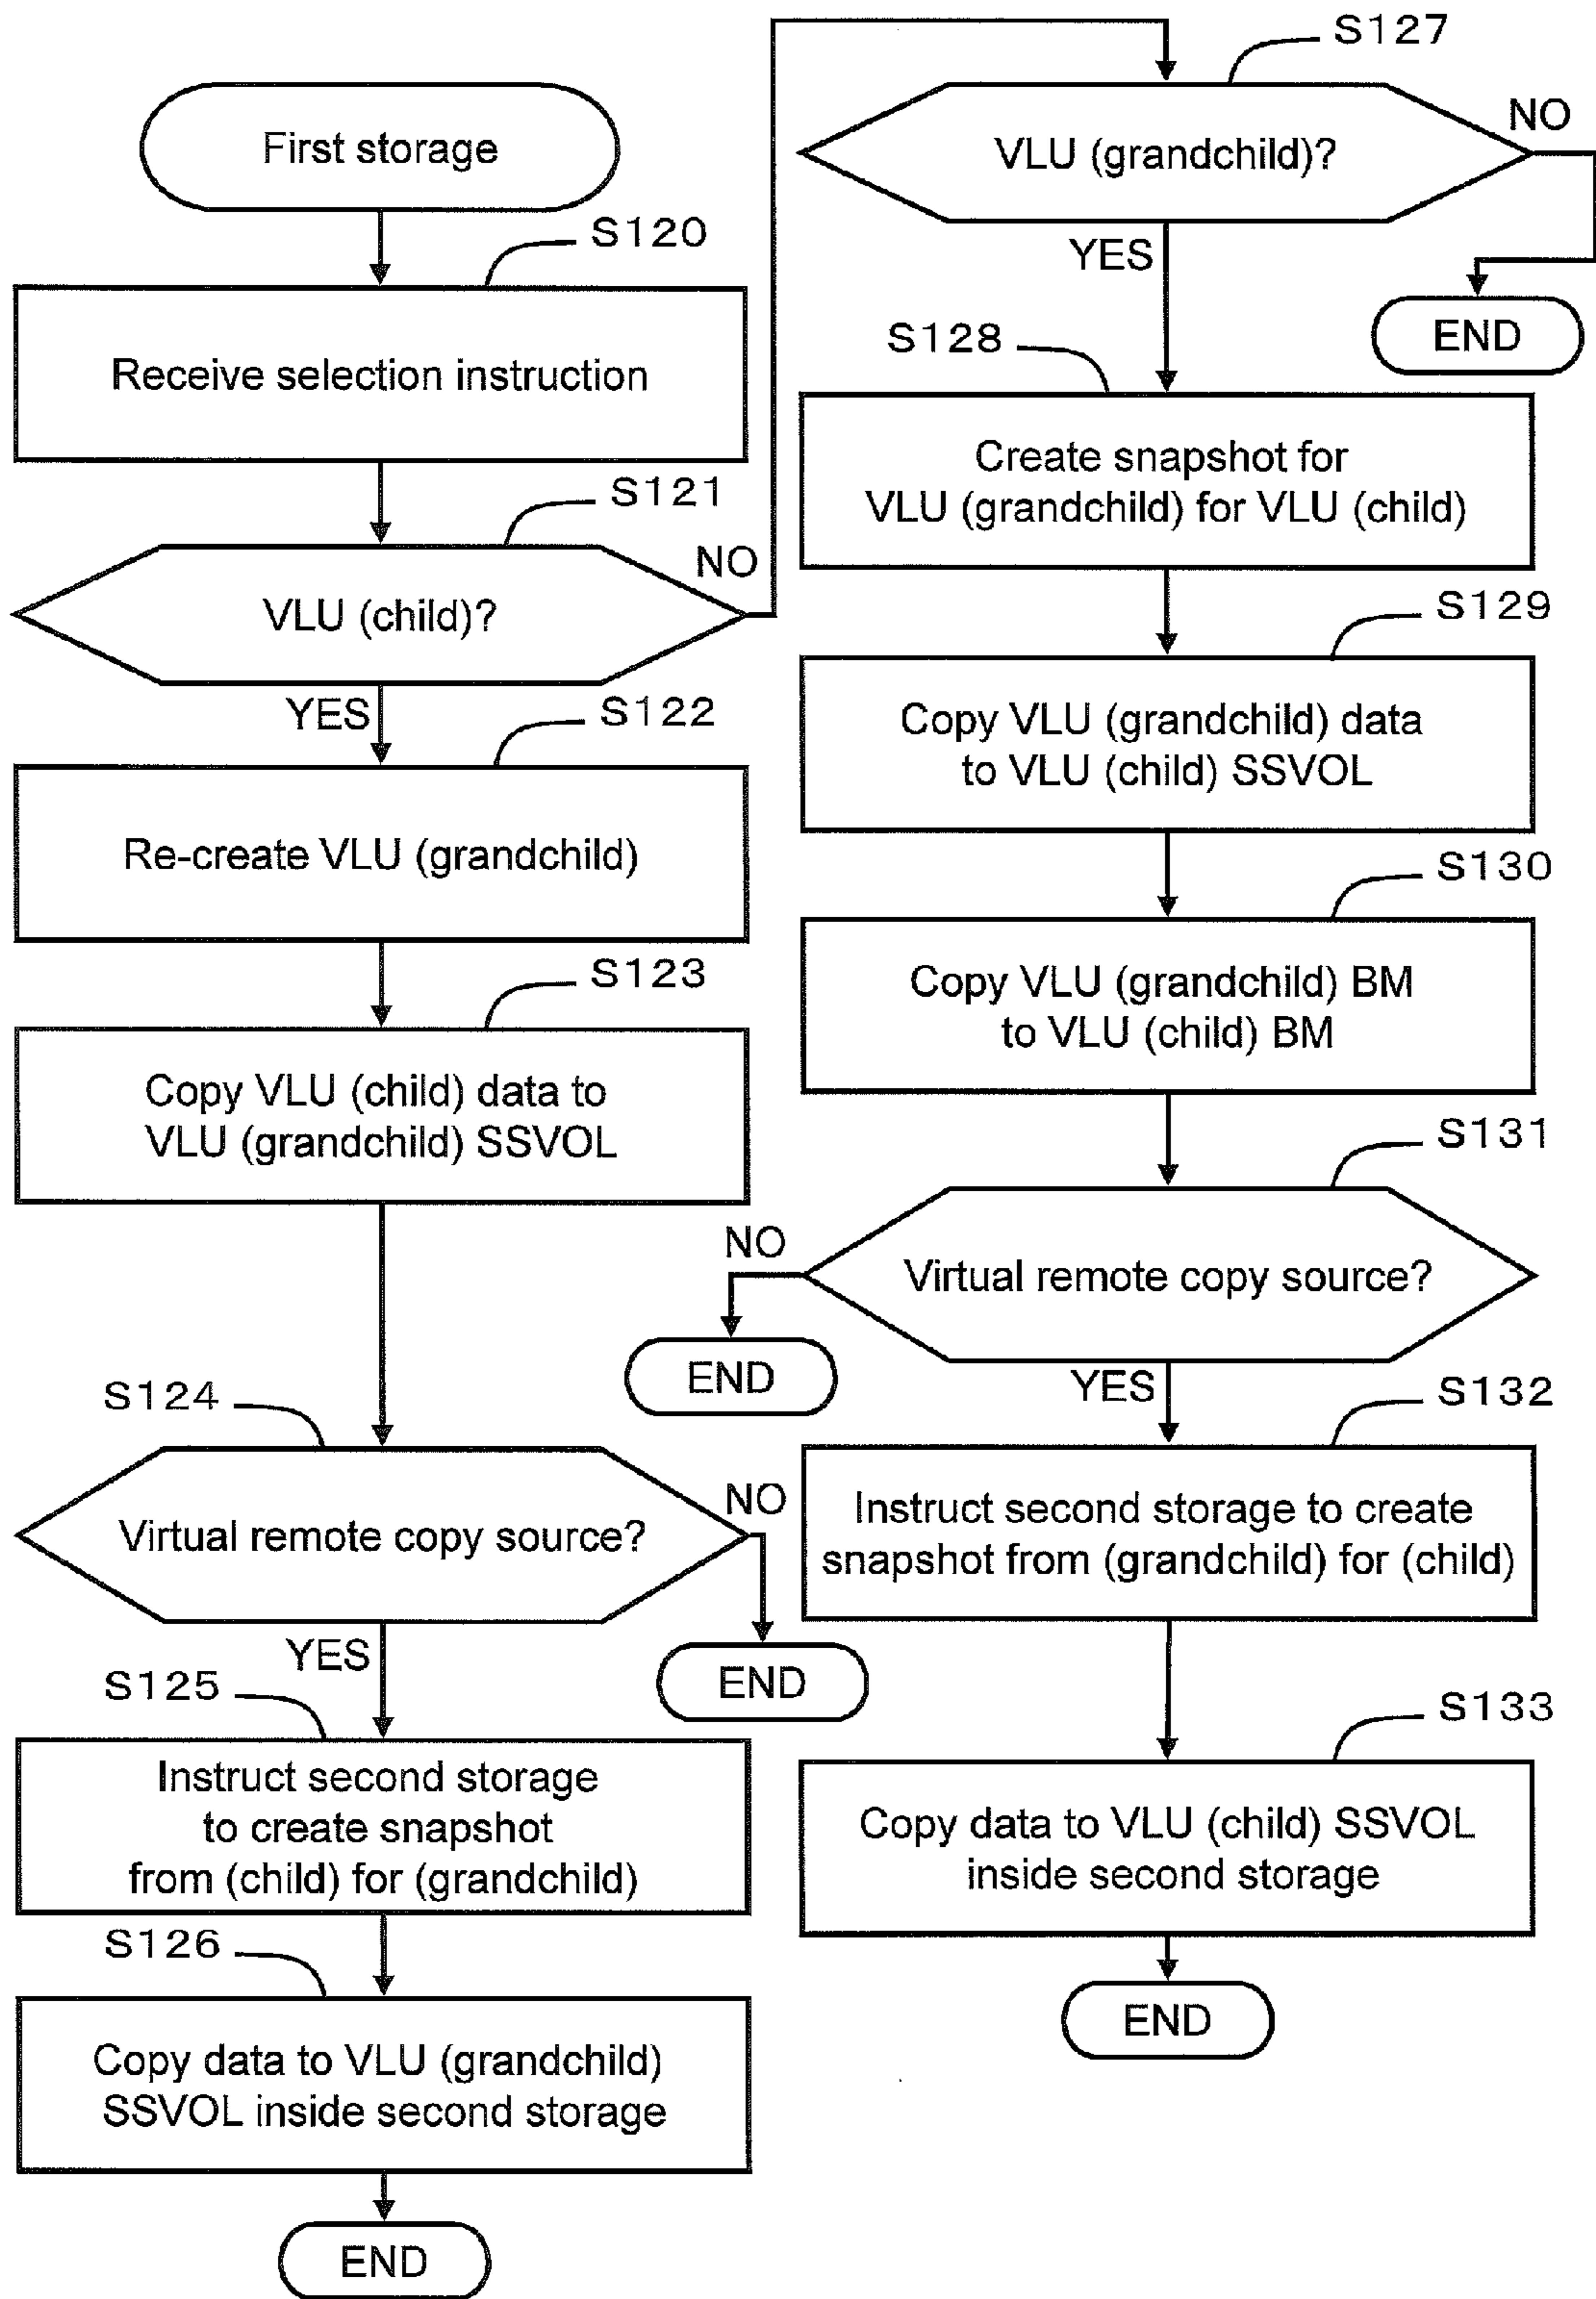 First storage
S120
Receive selection instruction
S121
VLU (child)?
NO
YES
S122
Re-create VLU (grandchild)
S123
Copy VLU (child) data to
VLU (grandchild) SSVOL
S124
Virtual remote copy source?
NO
END
YES
S125
Instruct second storage
to create snapshot
from (child) for (grandchild)
S126
Copy data to VLU (grandchild)
SSVOL inside second storage
END
S127
VLU (grandchild)?
NO
END
YES
S128
Create snapshot for
VLU (grandchild) for VLU (child)
S129
Copy VLU (grandchild) data
to VLU (child) SSVOL
S130
Copy VLU (grandchild) BM
to VLU (child) BM
S131
Virtual remote copy source?
NO
END
YES
S132
Instruct second storage to create
snapshot from (grandchild) for (child)
S133
Copy data to VLU (child) SSVOL
inside second storage
END